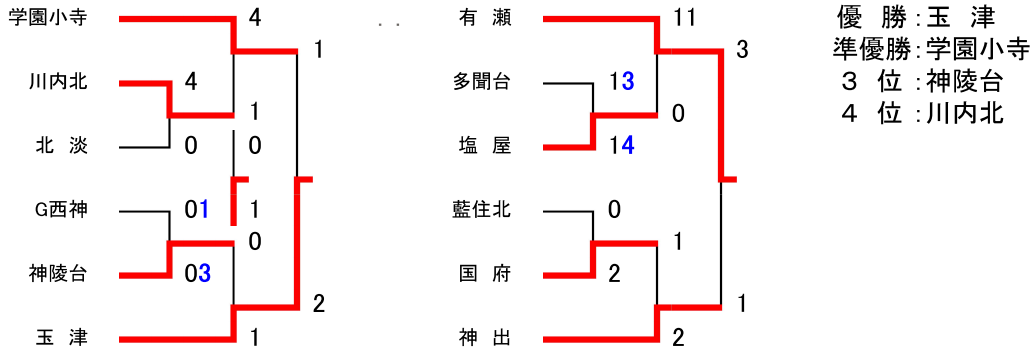 学園小寺 4 . . 有 瀬 11 優 勝：玉 津
1 3 準優勝：学園小寺
川内北 4 多聞台 13 3 位：神陵台
1 0 4 位：川内北
北 淡 0 0 塩 屋 14
G西神 01 1 藍住北 0
0 1
神陵台 03 国 府 2
2 1
玉 津 1 神 出 2